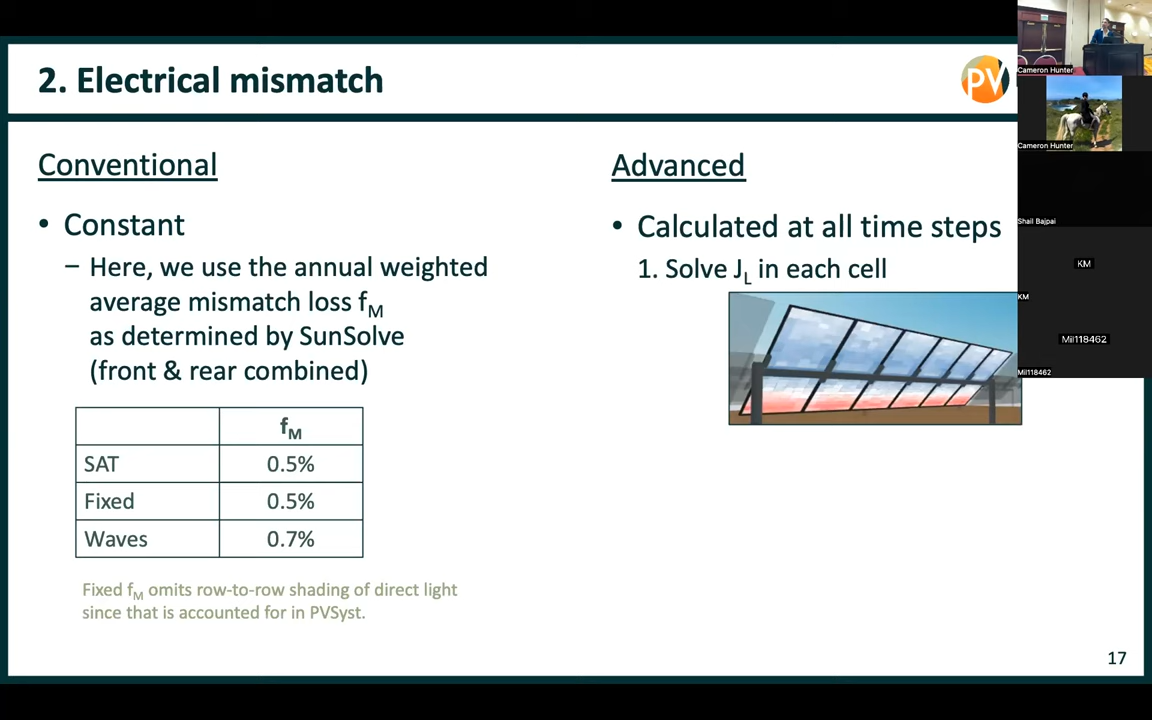 2. Electrical mismatch
PV
Conventional
• Constant
– Here, we use the annual weighted
average mismatch loss fM
as determined by SunSolve
(front & rear combined)
fM
SAT 0.5%
Fixed 0.5%
Waves 0.7%
Fixed fM omits row-to-row shading of direct light
since that is accounted for in PVSyst.
Advanced
• Calculated at all time steps
1. Solve JL in each cell
17
Cameron Hunter
Cameron Hunter
Shail Bajpai
KM
KM
Mil118462
Mil118462